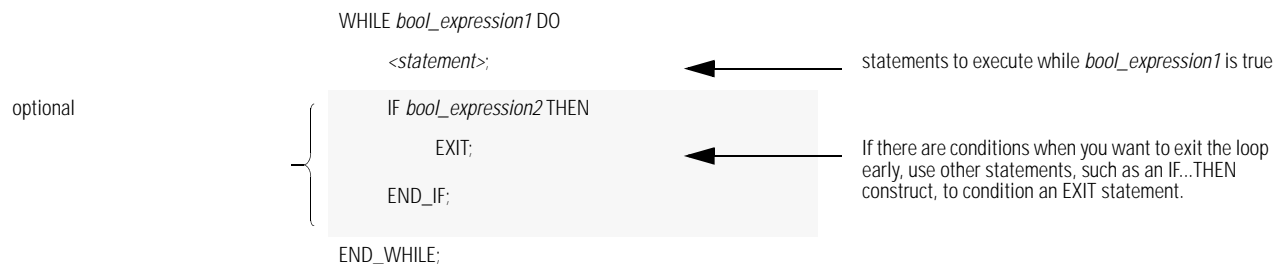 WHILE bool_expression1 DO
<statement>;
statements to execute while bool_expression1 is true
optional
IF bool_expression2 THEN
EXIT;
If there are conditions when you want to exit the loop
early, use other statements, such as an IF...THEN
construct, to condition an EXIT statement.
END_IF;
END_WHILE;